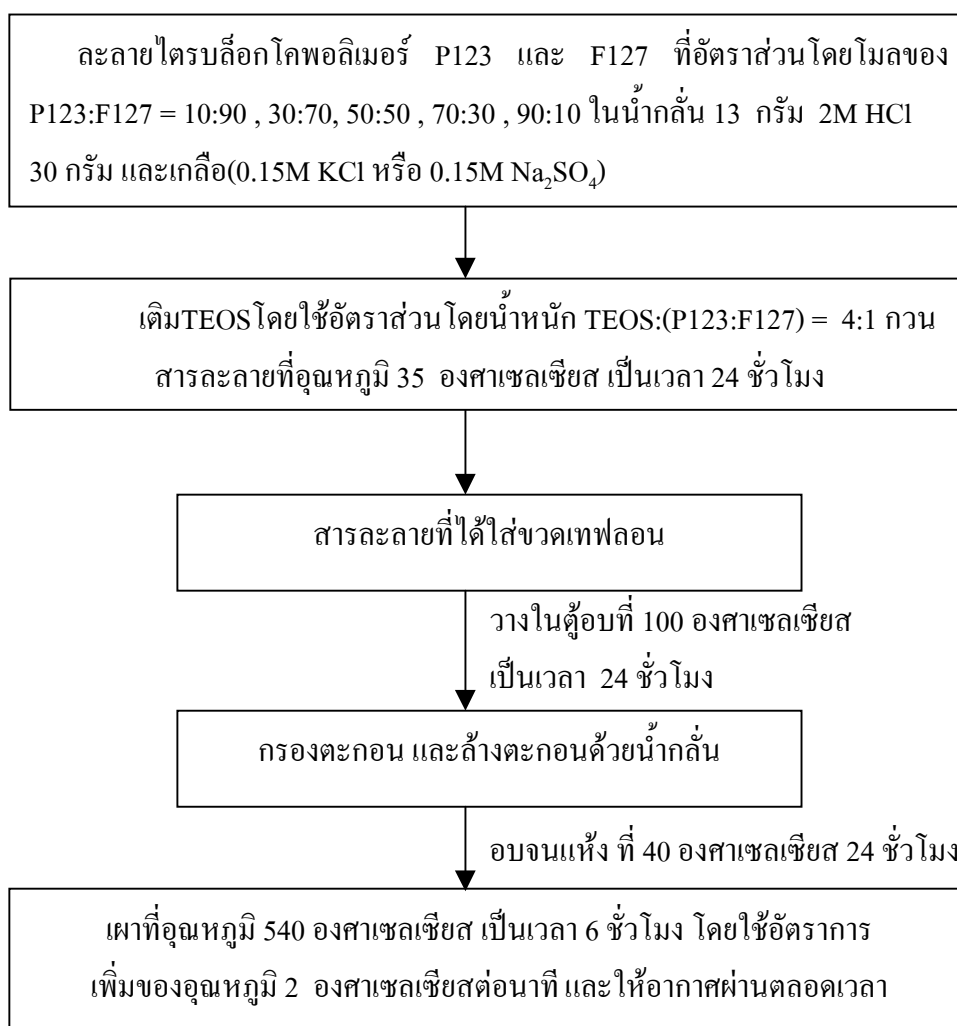 ละลายไตรบล็อกโคพอลิเมอร์ P123 และ F127 ที่อัตราส่วนโดยโมลของ
P123:F127 = 10:90 , 30:70, 50:50 , 70:30 , 90:10 ในน้ำกลั่น 13 กรัม 2M HCl
30 กรัม และเกลือ(0.15M KCl หรือ 0.15M Na₂SO₄)
เติมTEOSโดยใช้อัตราส่วนโดยน้ำหนัก TEOS:(P123:F127) = 4:1 กวน
สารละลายที่อุณหภูมิ 35 องศาเซลเซียส เป็นเวลา 24 ชั่วโมง
สารละลายที่ได้ใส่ขวดเทฟลอน
วางในตู้อบที่ 100 องศาเซลเซียส
เป็นเวลา 24 ชั่วโมง
กรองตะกอน และล้างตะกอนด้วยน้ำกลั่น
อบจนแห้ง ที่ 40 องศาเซลเซียส 24 ชั่วโมง
เผาที่อุณหภูมิ 540 องศาเซลเซียส เป็นเวลา 6 ชั่วโมง โดยใช้อัตราการ
เพิ่มของอุณหภูมิ 2 องศาเซลเซียสต่อนาที และให้อากาศผ่านตลอดเวลา